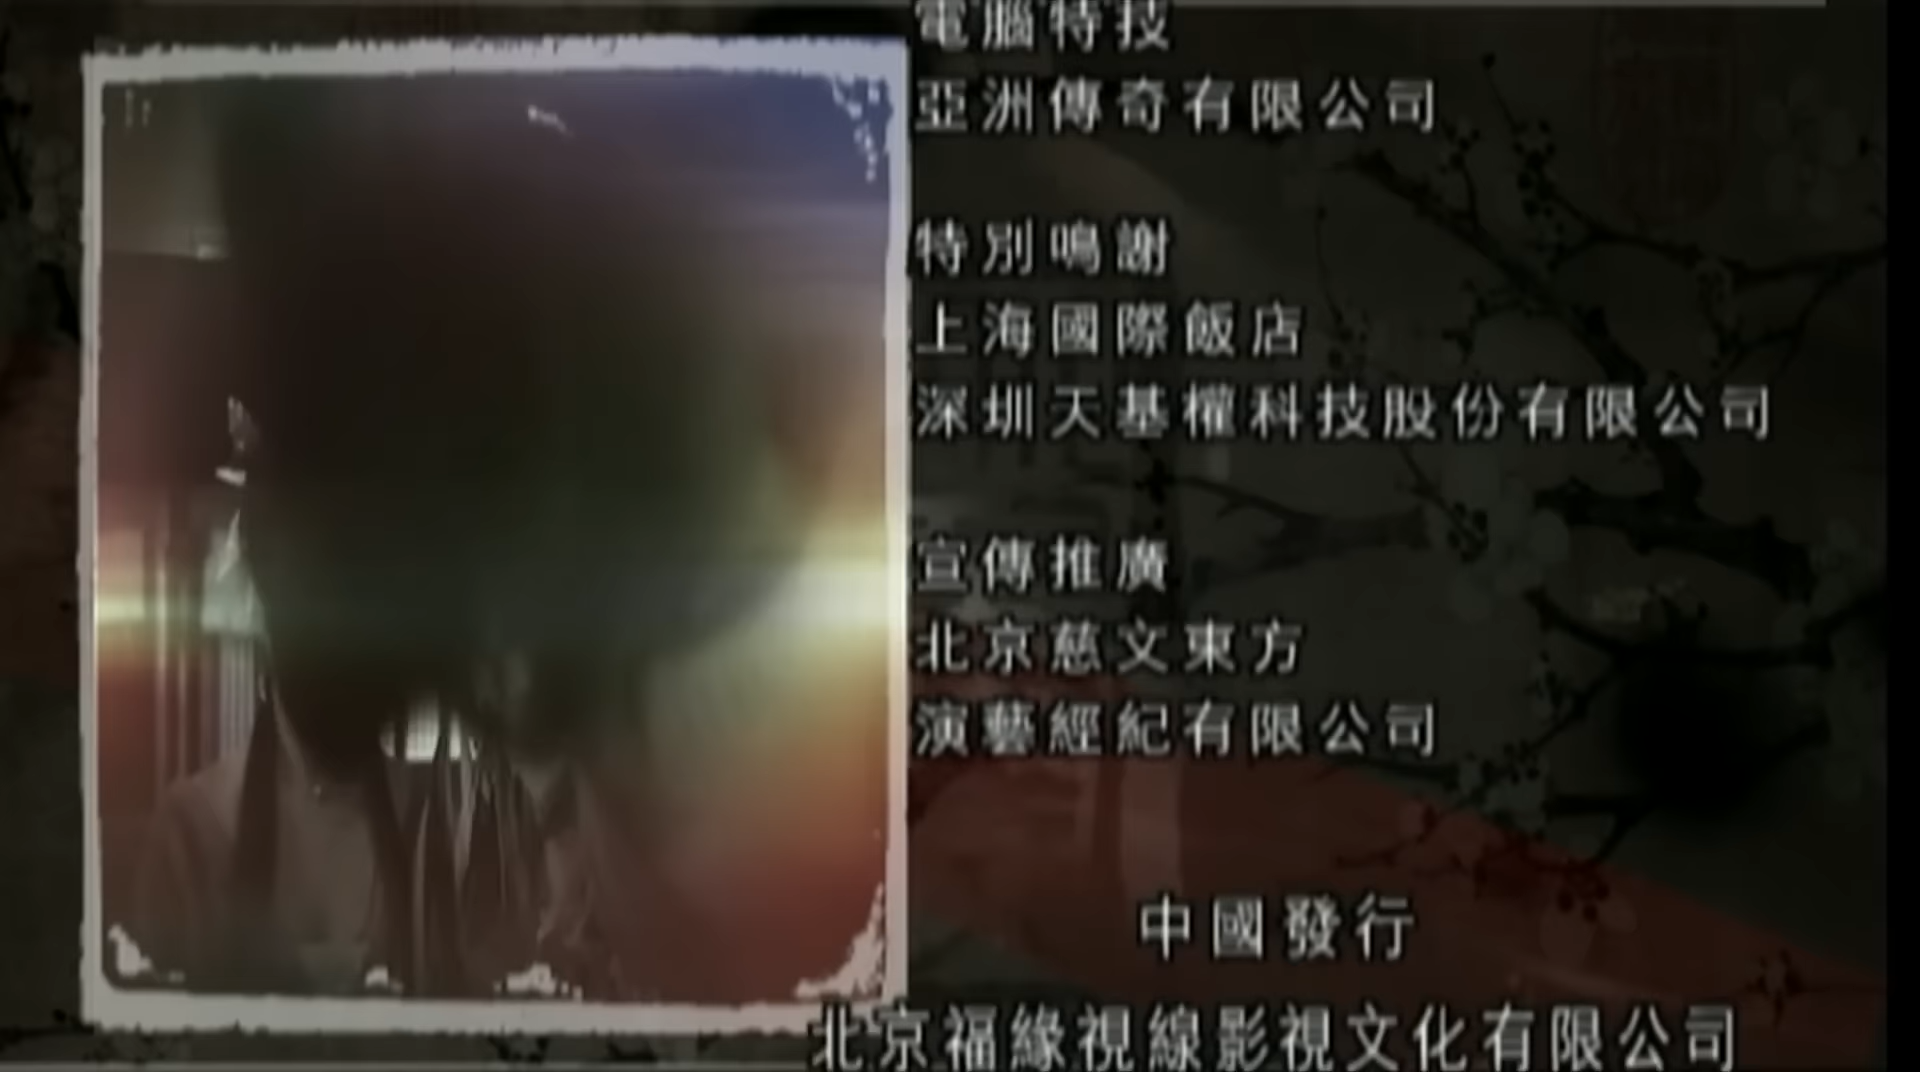 電腦特技
亞洲傳奇有限公司
特別鳴謝
上海國際飯店
深圳天基權科技股份有限公司
宣傳推廣
北京慈文東方
演藝經紀有限公司
中國發行
北京福緣視線影視文化有限公司